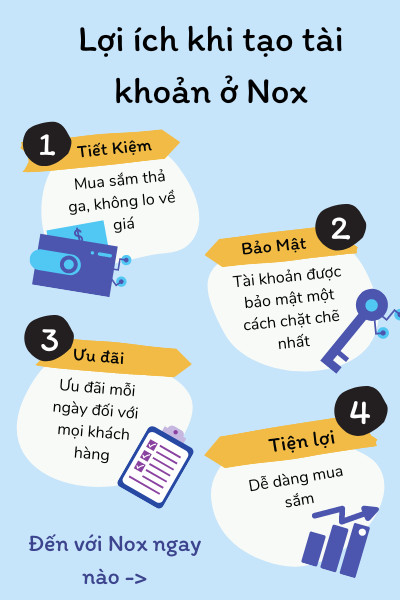 Lợi ích khi tạo tài
khoản ở Nox
1
Tiết Kiệm
Mua sắm thả
ga, không lo về
giá
$
2
Bảo Mật
Tài khoản được
bảo mật một
cách chặt chẽ
nhất
3
Ưu đãi
Ưu đãi mỗi
ngày đối với
mọi khách
hàng
4
Tiện lợi
Dễ dàng mua
sắm
Đến với Nox ngay
nào ->